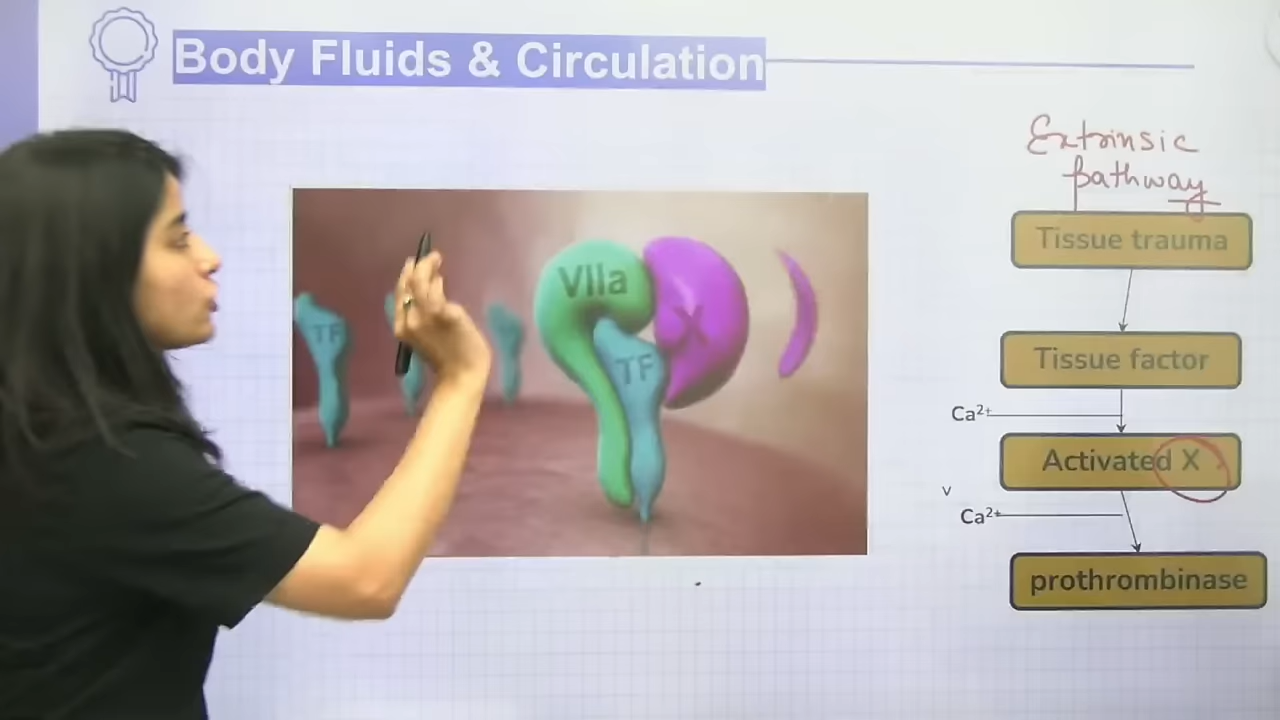 Body Fluids & Circulation
Extrinsic
pathway
Tissue trauma
TF
VIIa
X
TF
Tissue factor
Ca²⁺
Activated X
v
Ca²⁺
prothrombinase